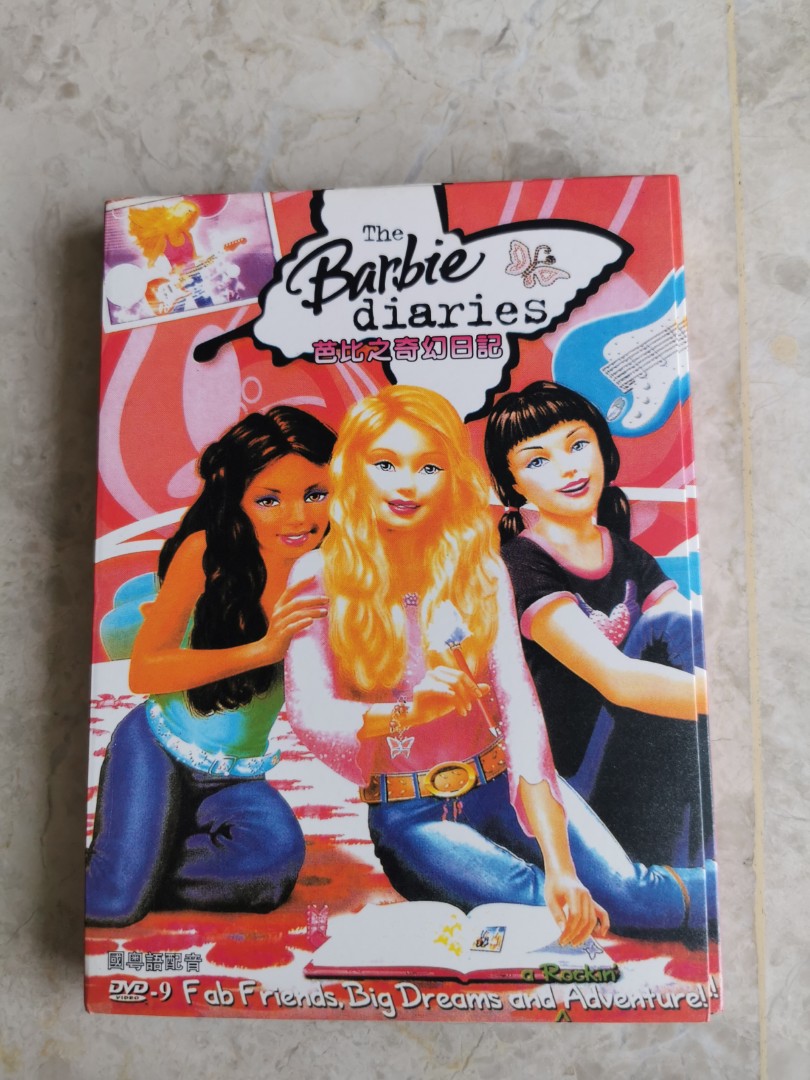 The
Barbie
diaries
芭比之奇幻日記
國粵語配音
a Rockin'
DVD VIDEO -9 Fab Friends, Big Dreams and Adventure!!